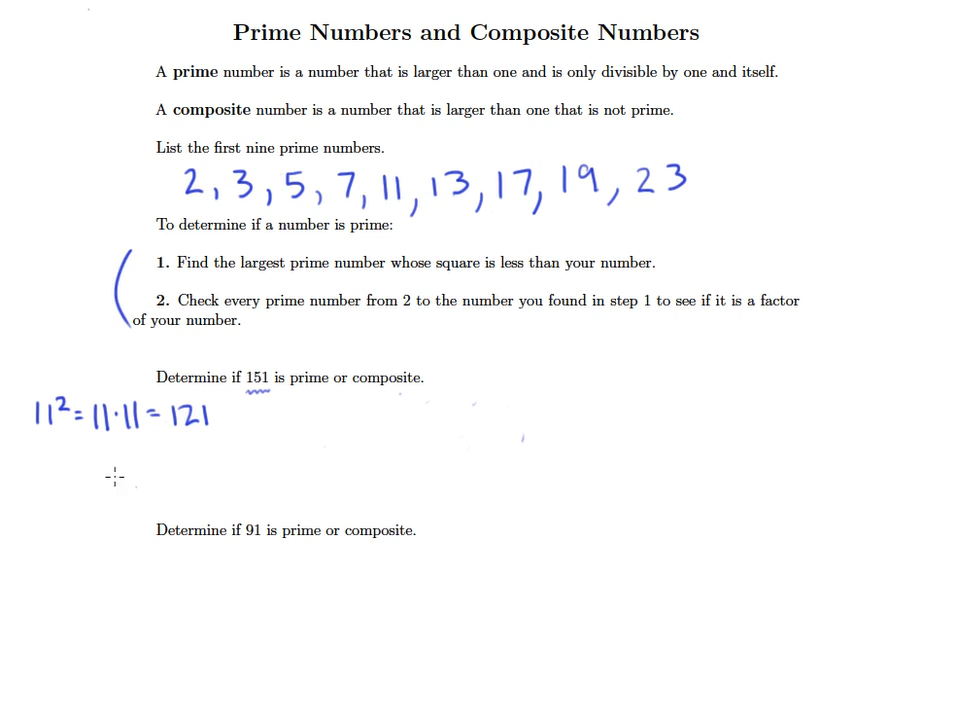 Prime Numbers and Composite Numbers
A prime number is a number that is larger than one and is only divisible by one and itself.
A composite number is a number that is larger than one that is not prime.
List the first nine prime numbers.
2, 3, 5, 7, 11, 13, 17, 19, 23
To determine if a number is prime:
1. Find the largest prime number whose square is less than your number.
2. Check every prime number from 2 to the number you found in step 1 to see if it is a factor
of your number.
Determine if 151 is prime or composite.
11² = 11·11 = 121
Determine if 91 is prime or composite.